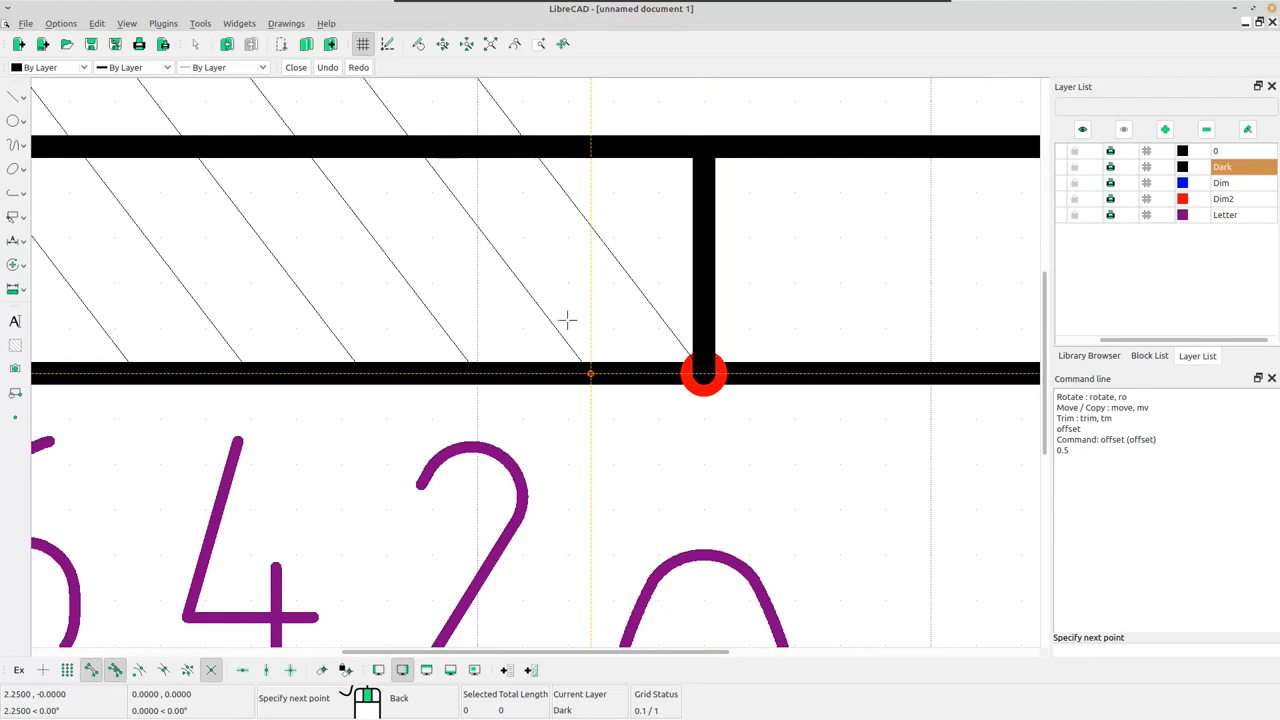 LibreCAD - [unnamed document 1]
File Options Edit View Plugins Tools Widgets Drawings Help
By Layer By Layer By Layer Close Undo Redo
Layer List
0
Dark
Dim
Dim2
Letter
Library Browser Block List Layer List
Command line
Rotate : rotate, ro
Move / Copy : move, mv
Trim : trim, tm
offset
Command: offset (offset)
0.5
4 2
Specify next point
Ex
2.2500 , -0.0000
2.2500 < 0.00°
0.0000 , 0.0000
0.0000 < 0.00°
Specify next point
Back
Selected Total Length
0 0
Current Layer
Dark
Grid Status
0.1 / 1